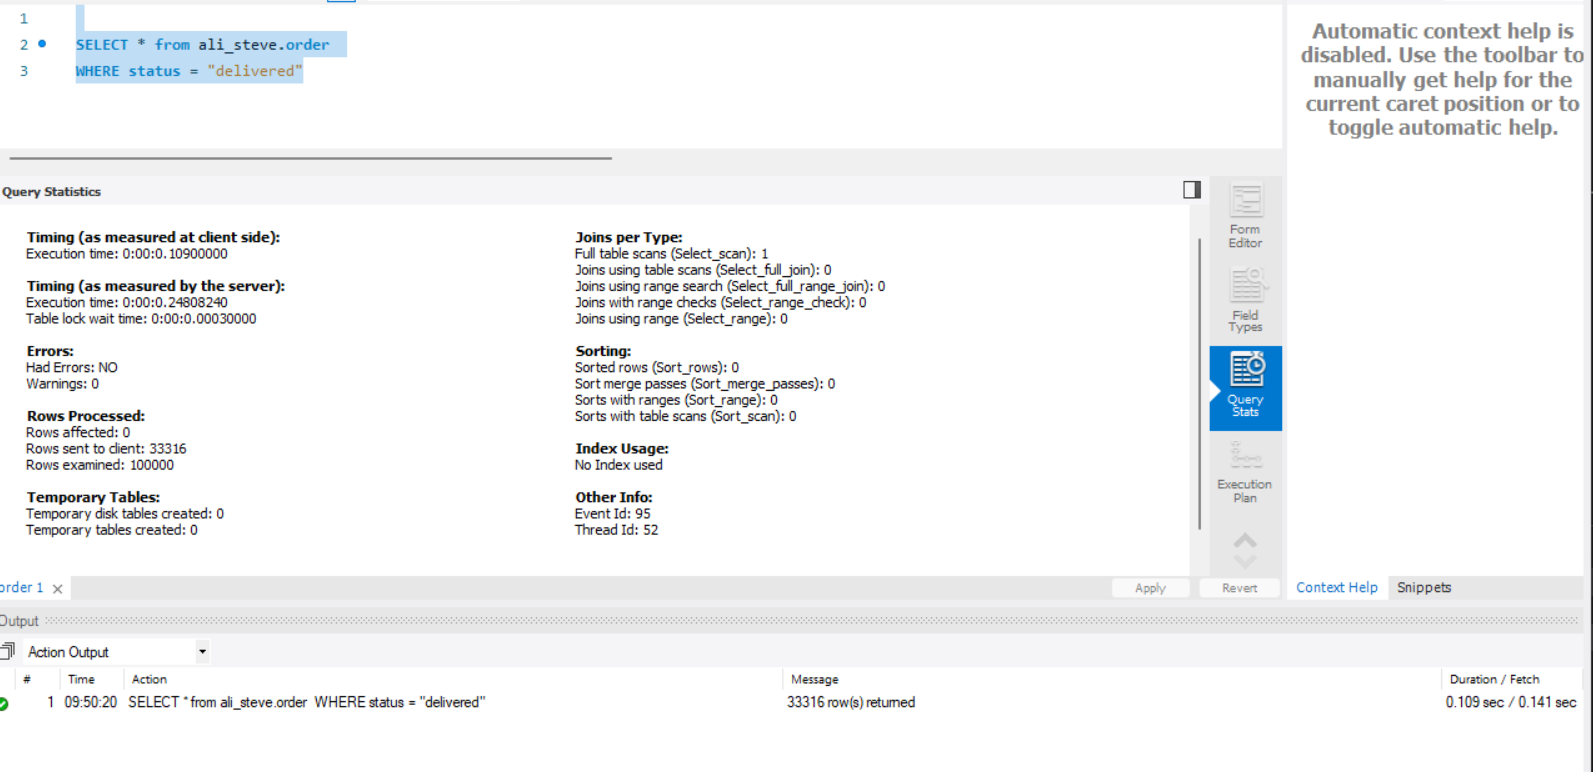 1
2 SELECT * from ali_steve.order
3 WHERE status = "delivered"
Automatic context help is
disabled. Use the toolbar to
manually get help for the
current caret position or to
toggle automatic help.
Query Statistics
Timing (as measured at client side):
Execution time: 0:00:0.10900000
Timing (as measured by the server):
Execution time: 0:00:0.24808240
Table lock wait time: 0:00:0.00030000
Errors:
Had Errors: NO
Warnings: 0
Rows Processed:
Rows affected: 0
Rows sent to client: 33316
Rows examined: 100000
Temporary Tables:
Temporary disk tables created: 0
Temporary tables created: 0
Joins per Type:
Full table scans (Select_scan): 1
Joins using table scans (Select_full_join): 0
Joins using range search (Select_full_range_join): 0
Joins with range checks (Select_range_check): 0
Joins using range (Select_range): 0
Sorting:
Sorted rows (Sort_rows): 0
Sort merge passes (Sort_merge_passes): 0
Sorts with ranges (Sort_range): 0
Sorts with table scans (Sort_scan): 0
Index Usage:
No Index used
Other Info:
Event Id: 95
Thread Id: 52
Form
Editor
Field
Types
Query
Stats
Execution
Plan
order 1
Apply
Revert
Context Help
Snippets
Output
Action Output
# Time Action Message Duration / Fetch
1 09:50:20 SELECT * from ali_steve.order WHERE status = "delivered" 33316 row(s) returned 0.109 sec / 0.141 sec